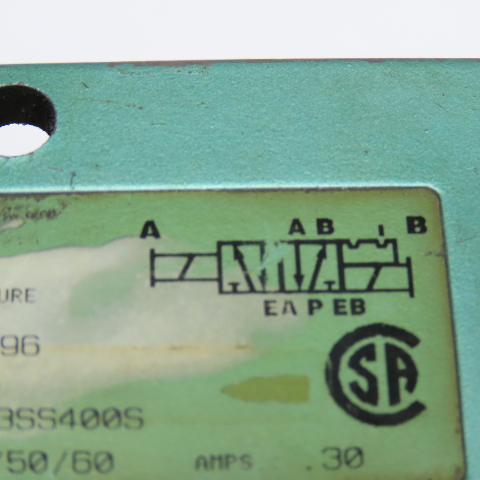 A AB B
EA P EB
URE
96
SA
3SS400S
/50/60 AMPS .30